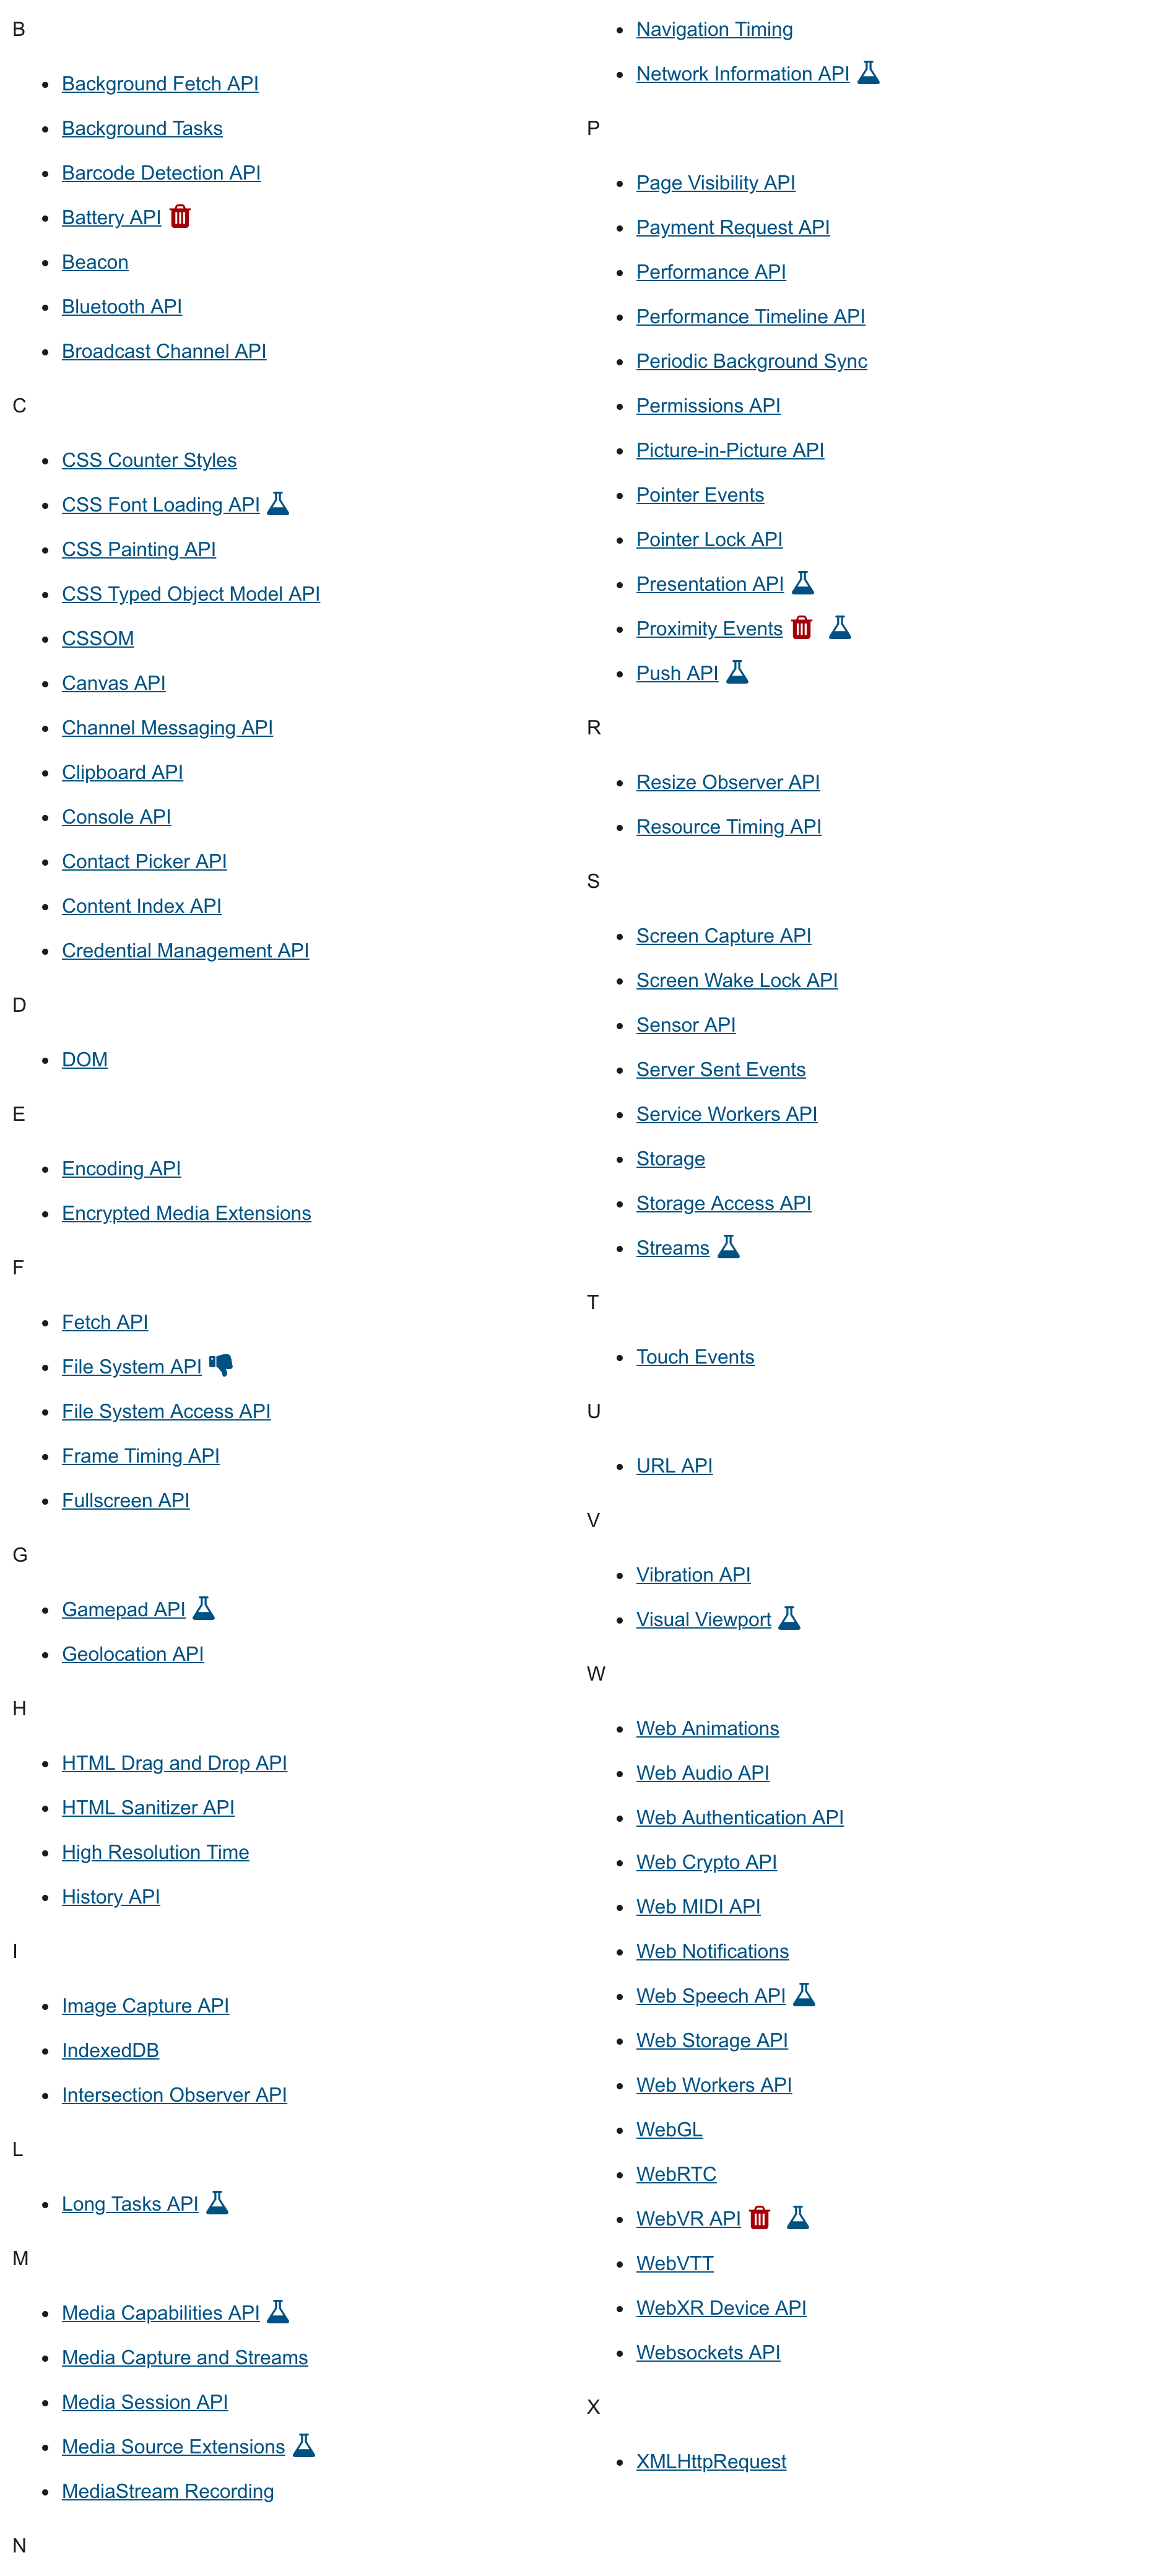 B
Background Fetch API
Background Tasks
Barcode Detection API
Battery API
Beacon
Bluetooth API
Broadcast Channel API
C
CSS Counter Styles
CSS Font Loading API
CSS Painting API
CSS Typed Object Model API
CSSOM
Canvas API
Channel Messaging API
Clipboard API
Console API
Contact Picker API
Content Index API
Credential Management API
D
DOM
E
Encoding API
Encrypted Media Extensions
F
Fetch API
File System API
File System Access API
Frame Timing API
Fullscreen API
G
Gamepad API
Geolocation API
H
HTML Drag and Drop API
HTML Sanitizer API
High Resolution Time
History API
I
Image Capture API
IndexedDB
Intersection Observer API
L
Long Tasks API
M
Media Capabilities API
Media Capture and Streams
Media Session API
Media Source Extensions
MediaStream Recording
N
Navigation Timing
Network Information API
P
Page Visibility API
Payment Request API
Performance API
Performance Timeline API
Periodic Background Sync
Permissions API
Picture-in-Picture API
Pointer Events
Pointer Lock API
Presentation API
Proximity Events
Push API
R
Resize Observer API
Resource Timing API
S
Screen Capture API
Screen Wake Lock API
Sensor API
Server Sent Events
Service Workers API
Storage
Storage Access API
Streams
T
Touch Events
U
URL API
V
Vibration API
Visual Viewport
W
Web Animations
Web Audio API
Web Authentication API
Web Crypto API
Web MIDI API
Web Notifications
Web Speech API
Web Storage API
Web Workers API
WebGL
WebRTC
WebVR API
WebVTT
WebXR Device API
Websockets API
X
XMLHttpRequest